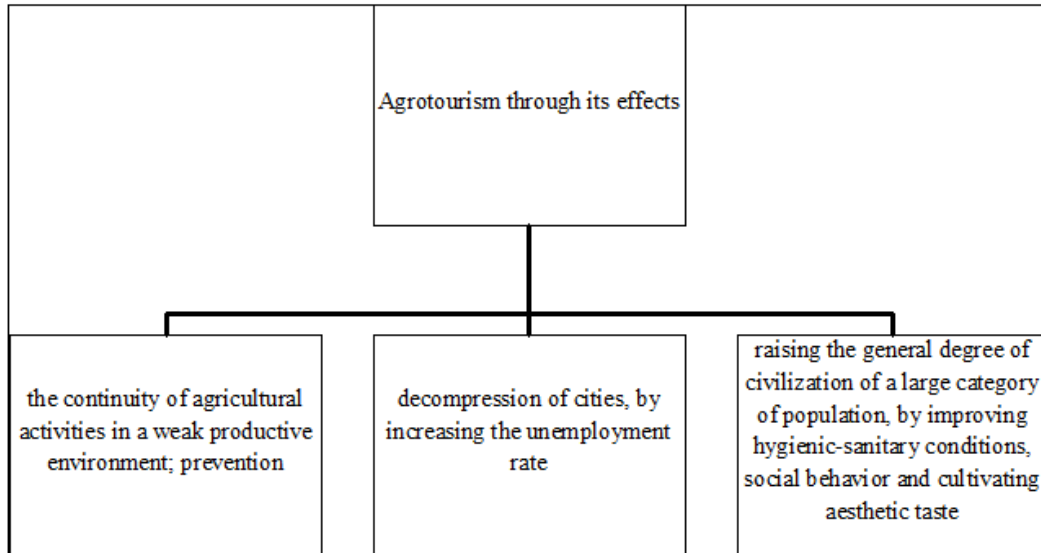 Agrotourism through its effects
the continuity of agricultural
activities in a weak productive
environment; prevention
decompression of cities, by
increasing the unemployment
rate
raising the general degree of
civilization of a large category
of population, by improving
hygienic-sanitary conditions,
social behavior and cultivating
aesthetic taste